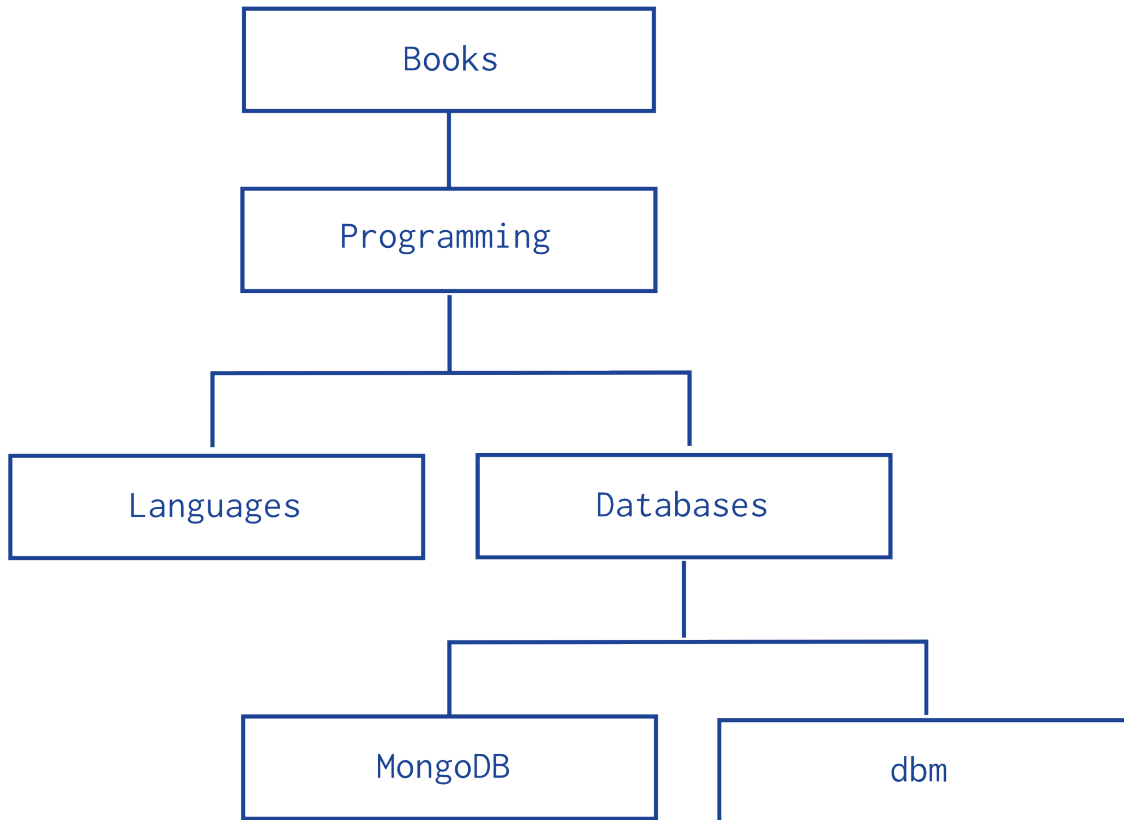 Books
Programming
Languages
Databases
MongoDB
dbm